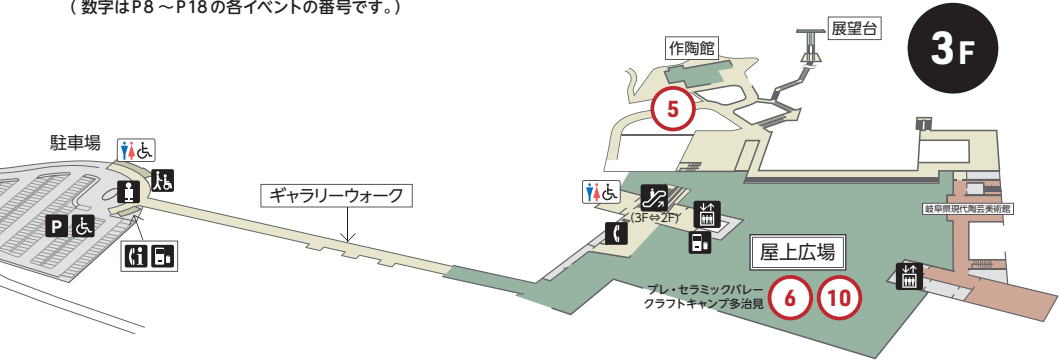 (数字はP8〜P18の各イベントの番号です。)
展望台
3F
作陶館
5
駐車場
ギャラリーウォーク
P
(3F⇔2F)
岐阜県現代陶芸美術館
屋上広場
プレ・セラミックバレー
クラフトキャンプ多治見
6
10